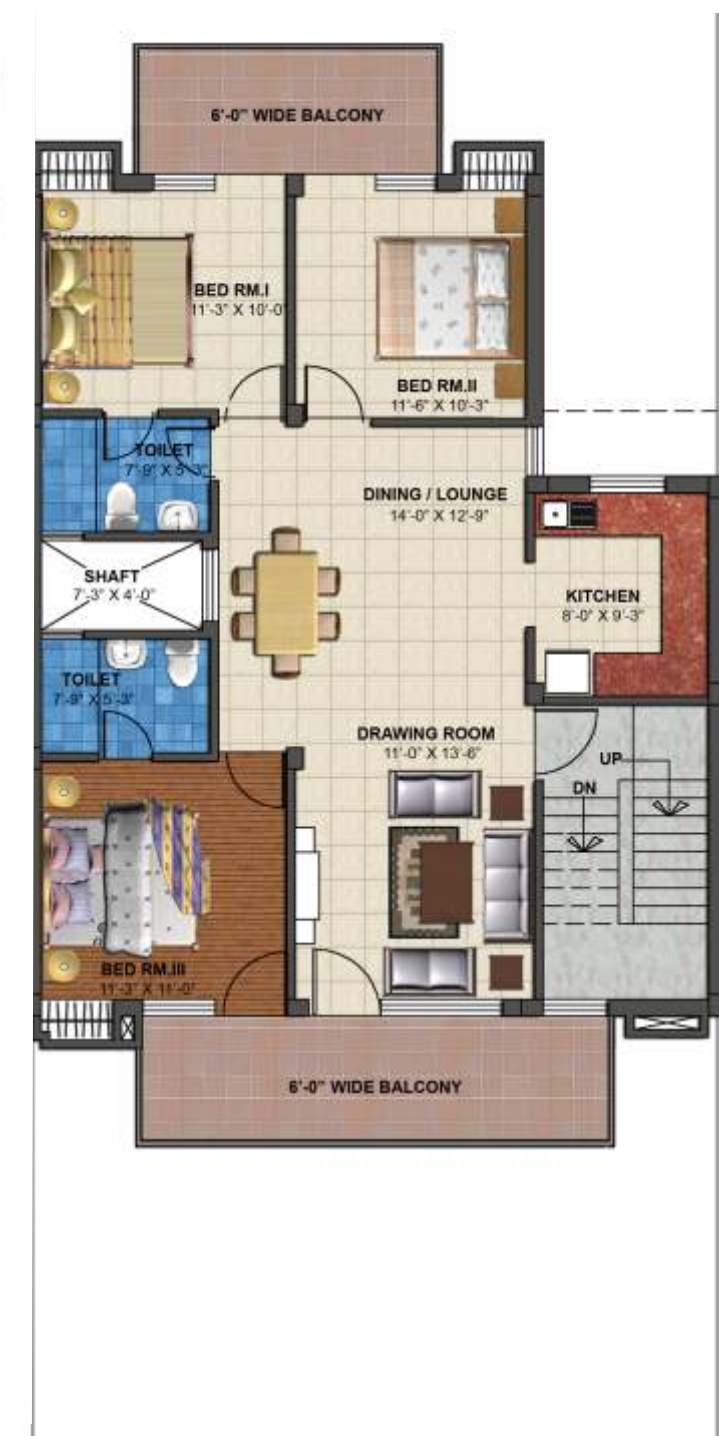 6'-0" WIDE BALCONY
BED RM.I
11'-3" X 10'-0"
BED RM.II
11'-6" X 10'-3"
TOILET
7'-9" X 5'-3"
DINING / LOUNGE
14'-0" X 12'-9"
SHAFT
7'-3" X 4'-0"
KITCHEN
8'-0" X 9'-3"
TOILET
7'-9" X 5'-3"
DRAWING ROOM
11'-0" X 13'-6"
UP
DN
BED RM.III
11'-3" X 11'-0"
6'-0" WIDE BALCONY